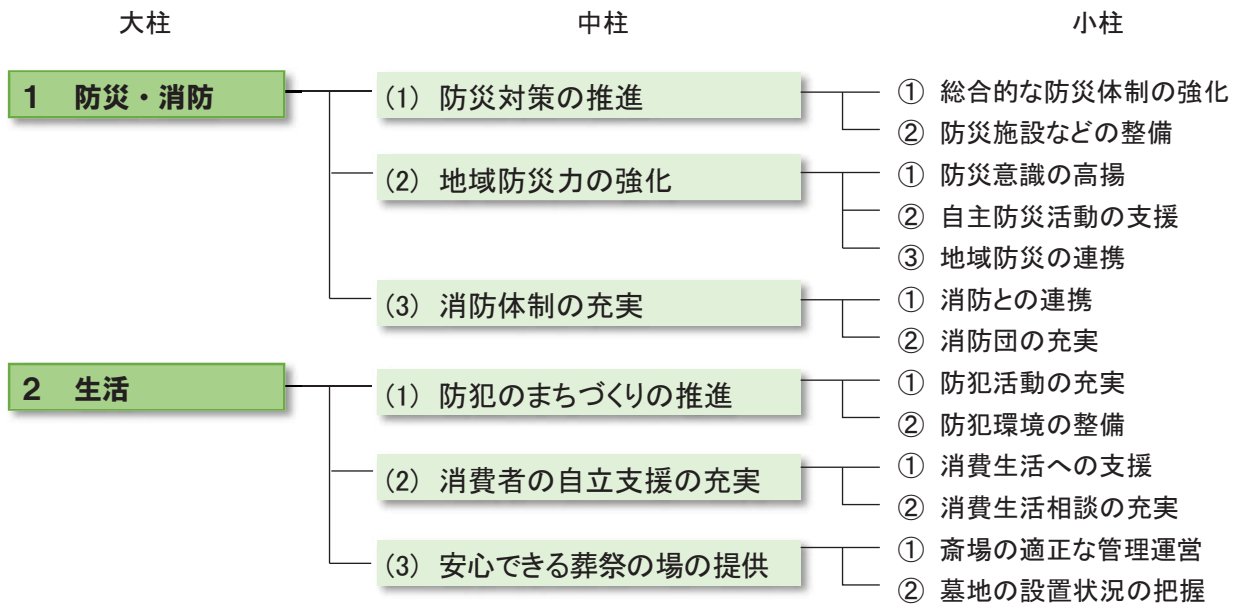 大柱 中柱 小柱
1 防災・消防
(1) 防災対策の推進
① 総合的な防災体制の強化
② 防災施設などの整備
(2) 地域防災力の強化
① 防災意識の高揚
② 自主防災活動の支援
③ 地域防災の連携
(3) 消防体制の充実
① 消防との連携
② 消防団の充実
2 生活
(1) 防犯のまちづくりの推進
① 防犯活動の充実
② 防犯環境の整備
(2) 消費者の自立支援の充実
① 消費生活への支援
② 消費生活相談の充実
(3) 安心できる葬祭の場の提供
① 斎場の適正な管理運営
② 墓地の設置状況の把握